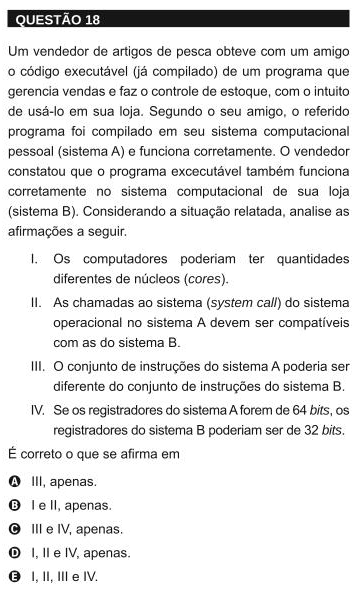 QUESTÃO 18
Um vendedor de artigos de pesca obteve com um amigo
o código executável (já compilado) de um programa que
gerencia vendas e faz o controle de estoque, com o intuito
de usá-lo em sua loja. Segundo o seu amigo, o referido
programa foi compilado em seu sistema computacional
pessoal (sistema A) e funciona corretamente. O vendedor
constatou que o programa excecutável também funciona
corretamente no sistema computacional de sua loja
(sistema B). Considerando a situação relatada, analise as
afirmações a seguir.
I. Os computadores poderiam ter quantidades
diferentes de núcleos (cores).
II. As chamadas ao sistema (system call) do sistema
operacional no sistema A devem ser compatíveis
com as do sistema B.
III. O conjunto de instruções do sistema A poderia ser
diferente do conjunto de instruções do sistema B.
IV. Se os registradores do sistema A forem de 64 bits, os
registradores do sistema B poderiam ser de 32 bits.
É correto o que se afirma em
A III, apenas.
B I e II, apenas.
C III e IV, apenas.
D I, II e IV, apenas.
E I, II, III e IV.